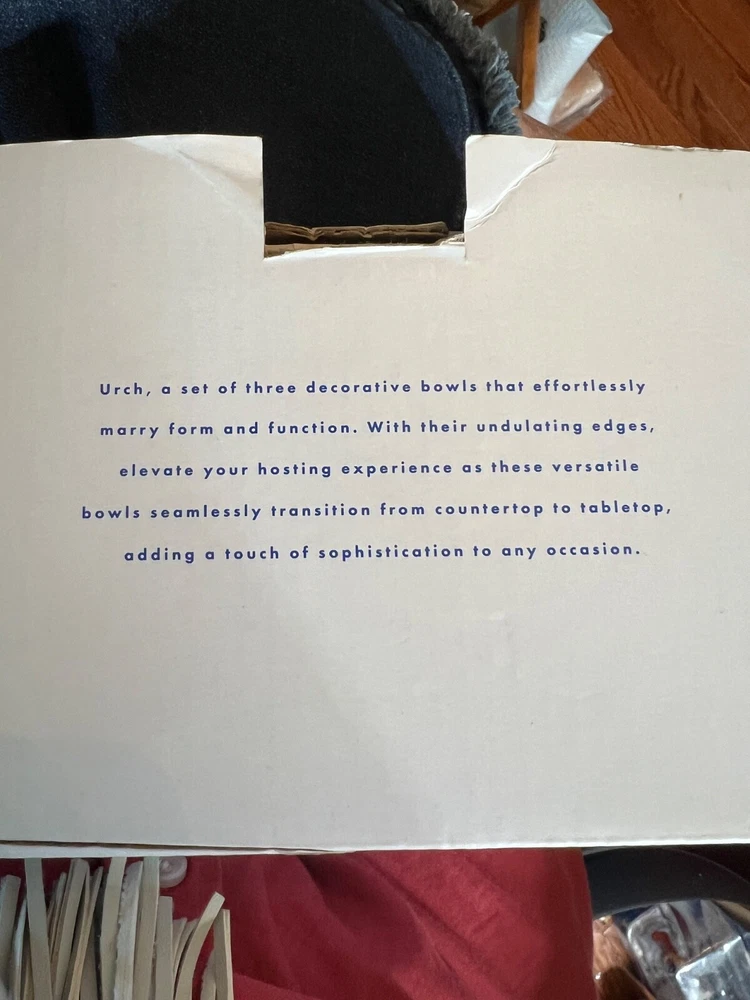 Urch, a set of three decorative bowls that effortlessly
marry form and function. With their undulating edges,
elevate your hosting experience as these versatile
bowls seamlessly transition from countertop to tabletop,
adding a touch of sophistication to any occasion.